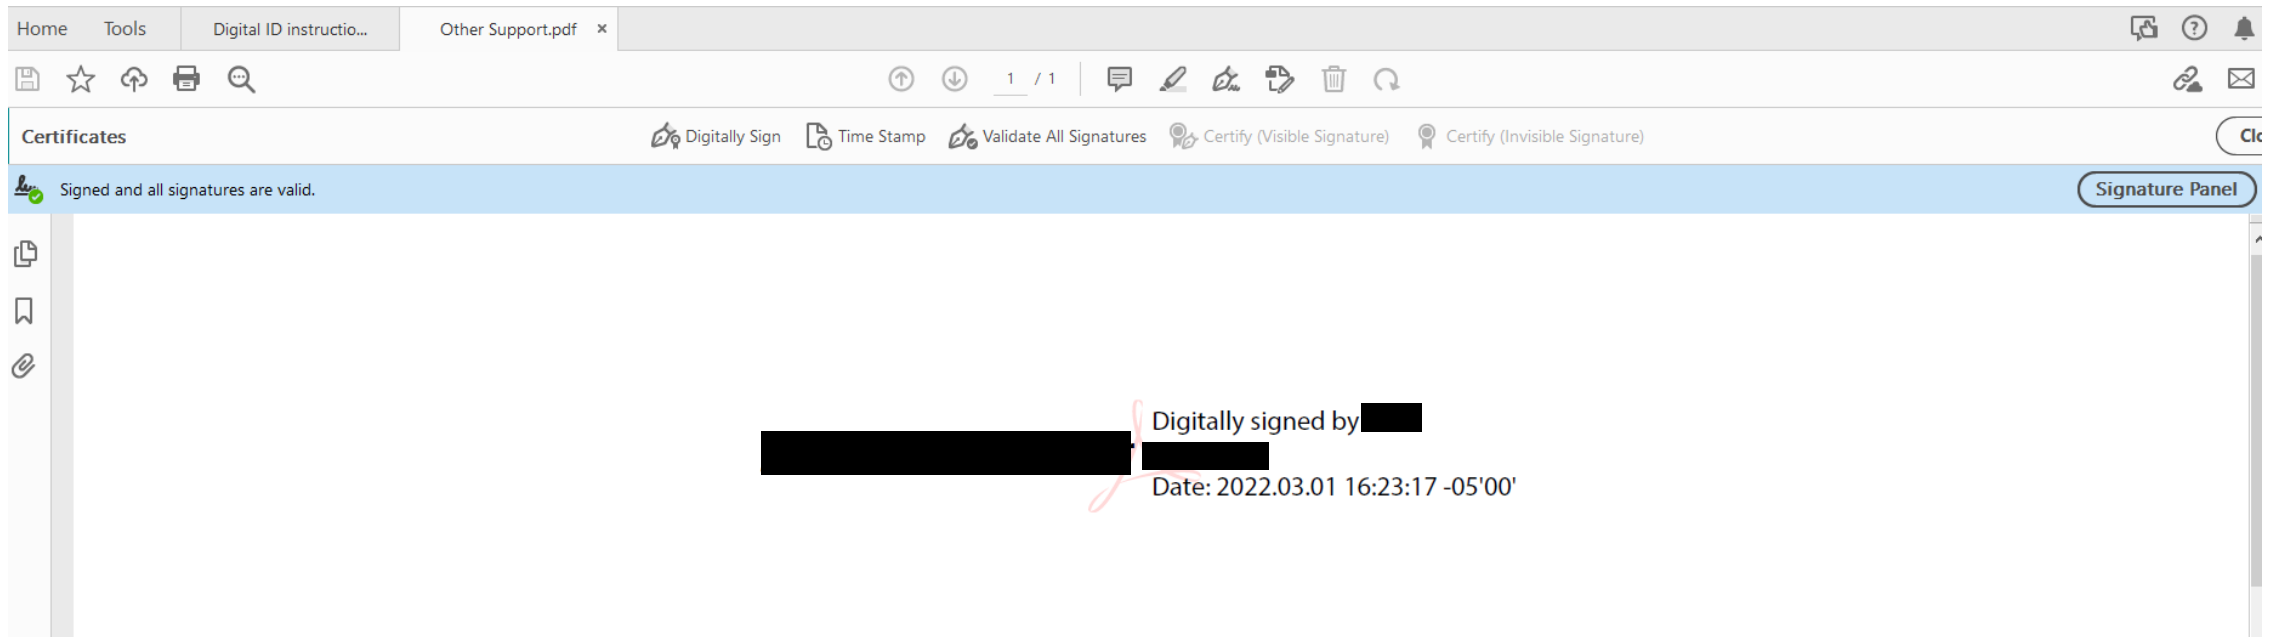 Home Tools Digital ID instructio... Other Support.pdf ×
1 / 1
Certificates Digitally Sign Time Stamp Validate All Signatures Certify (Visible Signature) Certify (Invisible Signature) Clo
Signed and all signatures are valid. Signature Panel
Digitally signed by
Date: 2022.03.01 16:23:17 -05'00'